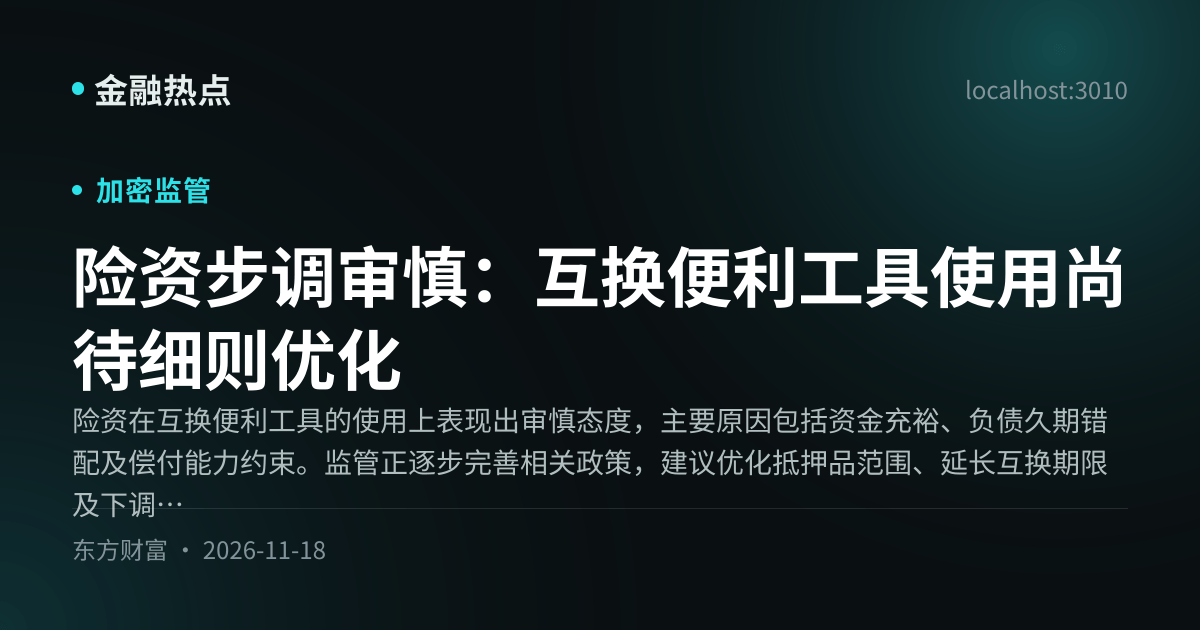 金融热点
localhost:3010
加密监管
险资步调审慎：互换便利工具使用尚
待细则优化
险资在互换便利工具的使用上表现出审慎态度，主要原因包括资金充裕、负债久期错
配及偿付能力约束。监管正逐步完善相关政策，建议优化抵押品范围、延长互换期限
及下调…
东方财富 • 2026-11-18